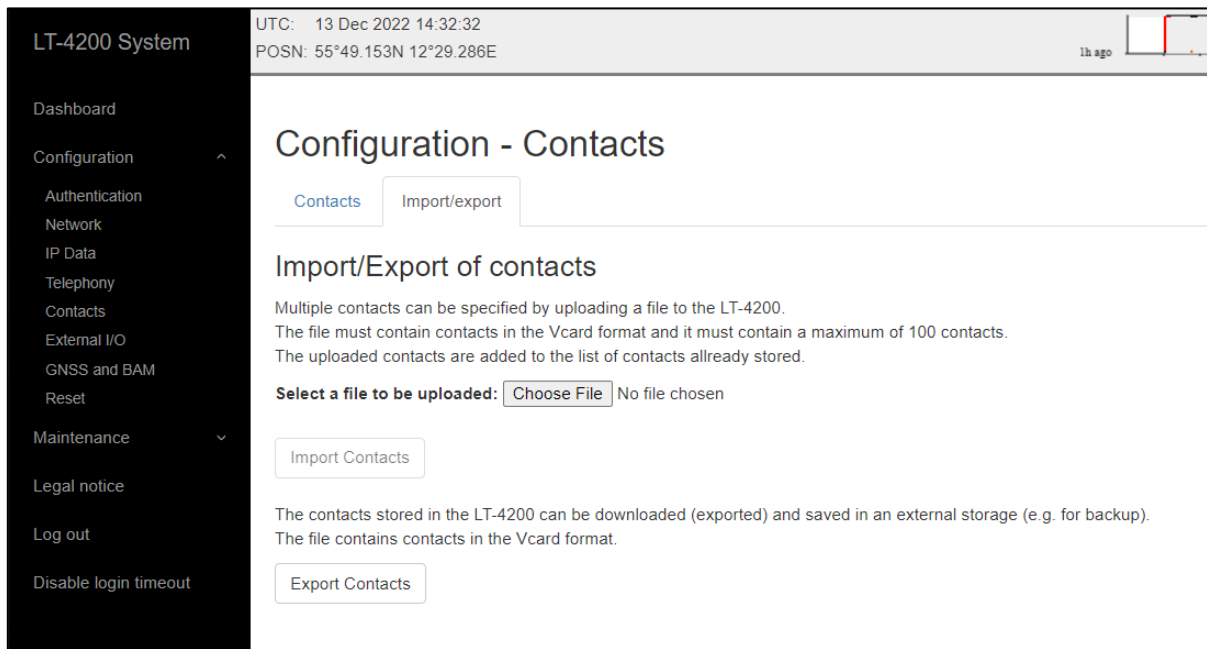 LT-4200 System
Dashboard
Configuration
Authentication
Network
IP Data
Telephony
Contacts
External I/O
GNSS and BAM
Reset
Maintenance
Legal notice
Log out
Disable login timeout
UTC: 13 Dec 2022 14:32:32
POSN: 55°49.153N 12°29.286E
1h ago
Configuration - Contacts
Contacts
Import/export
Import/Export of contacts
Multiple contacts can be specified by uploading a file to the LT-4200.
The file must contain contacts in the Vcard format and it must contain a maximum of 100 contacts.
The uploaded contacts are added to the list of contacts allready stored.
Select a file to be uploaded: Choose File No file chosen
Import Contacts
The contacts stored in the LT-4200 can be downloaded (exported) and saved in an external storage (e.g. for backup).
The file contains contacts in the Vcard format.
Export Contacts